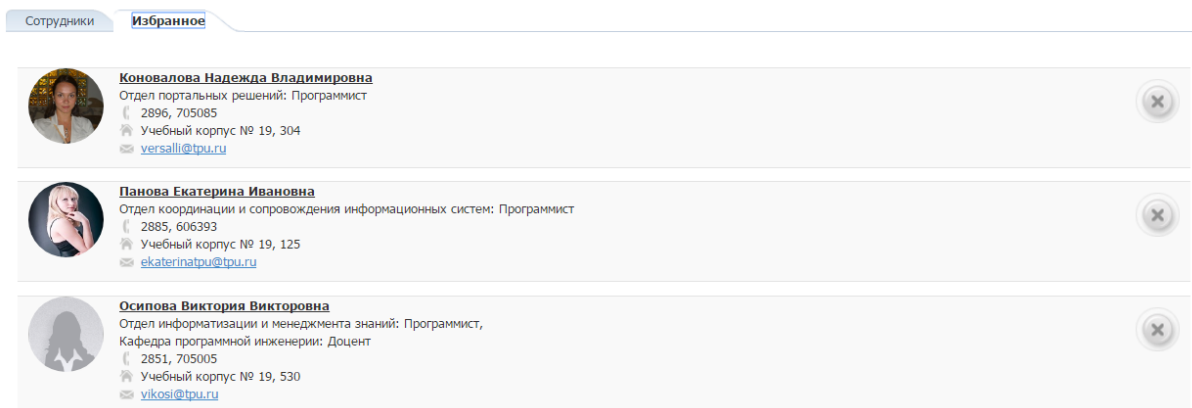 Сотрудники Избранное
Коновалова Надежда Владимировна
Отдел портальных решений: Программист
2896, 705085
Учебный корпус № 19, 304
versalli@tpu.ru
Панова Екатерина Ивановна
Отдел координации и сопровождения информационных систем: Программист
2885, 606393
Учебный корпус № 19, 125
ekaterinatpu@tpu.ru
Осипова Виктория Викторовна
Отдел информатизации и менеджмента знаний: Программист,
Кафедра программной инженерии: Доцент
2851, 705005
Учебный корпус № 19, 530
vikosi@tpu.ru